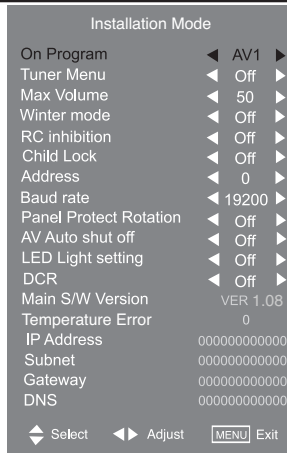 Installation Mode
On Program AV1
Tuner Menu Off
Max Volume 50
Winter mode Off
RC inhibition Off
Child Lock Off
Address 0
Baud rate 19200
Panel Protect Rotation Off
AV Auto shut off Off
LED Light setting Off
DCR Off
Main S/W Version VER 1.08
Temperature Error 0
IP Address 000000000000
Subnet 000000000000
Gateway 000000000000
DNS 000000000000
Select Adjust MENU Exit